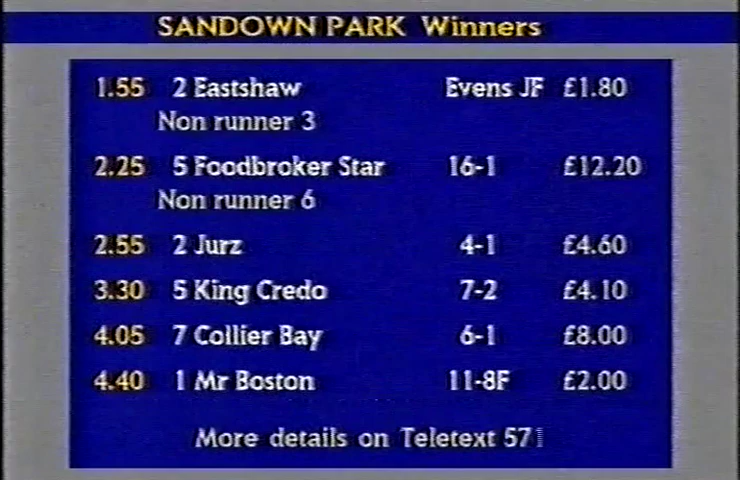 SANDOWN PARK Winners
1.55 2 Eastshaw Evens JF £1.80
Non runner 3
2.25 5 Foodbroker Star 16-1 £12.20
Non runner 6
2.55 2 Jurz 4-1 £4.60
3.30 5 King Credo 7-2 £4.10
4.05 7 Collier Bay 6-1 £8.00
4.40 1 Mr Boston 11-8F £2.00
More details on Teletext 571